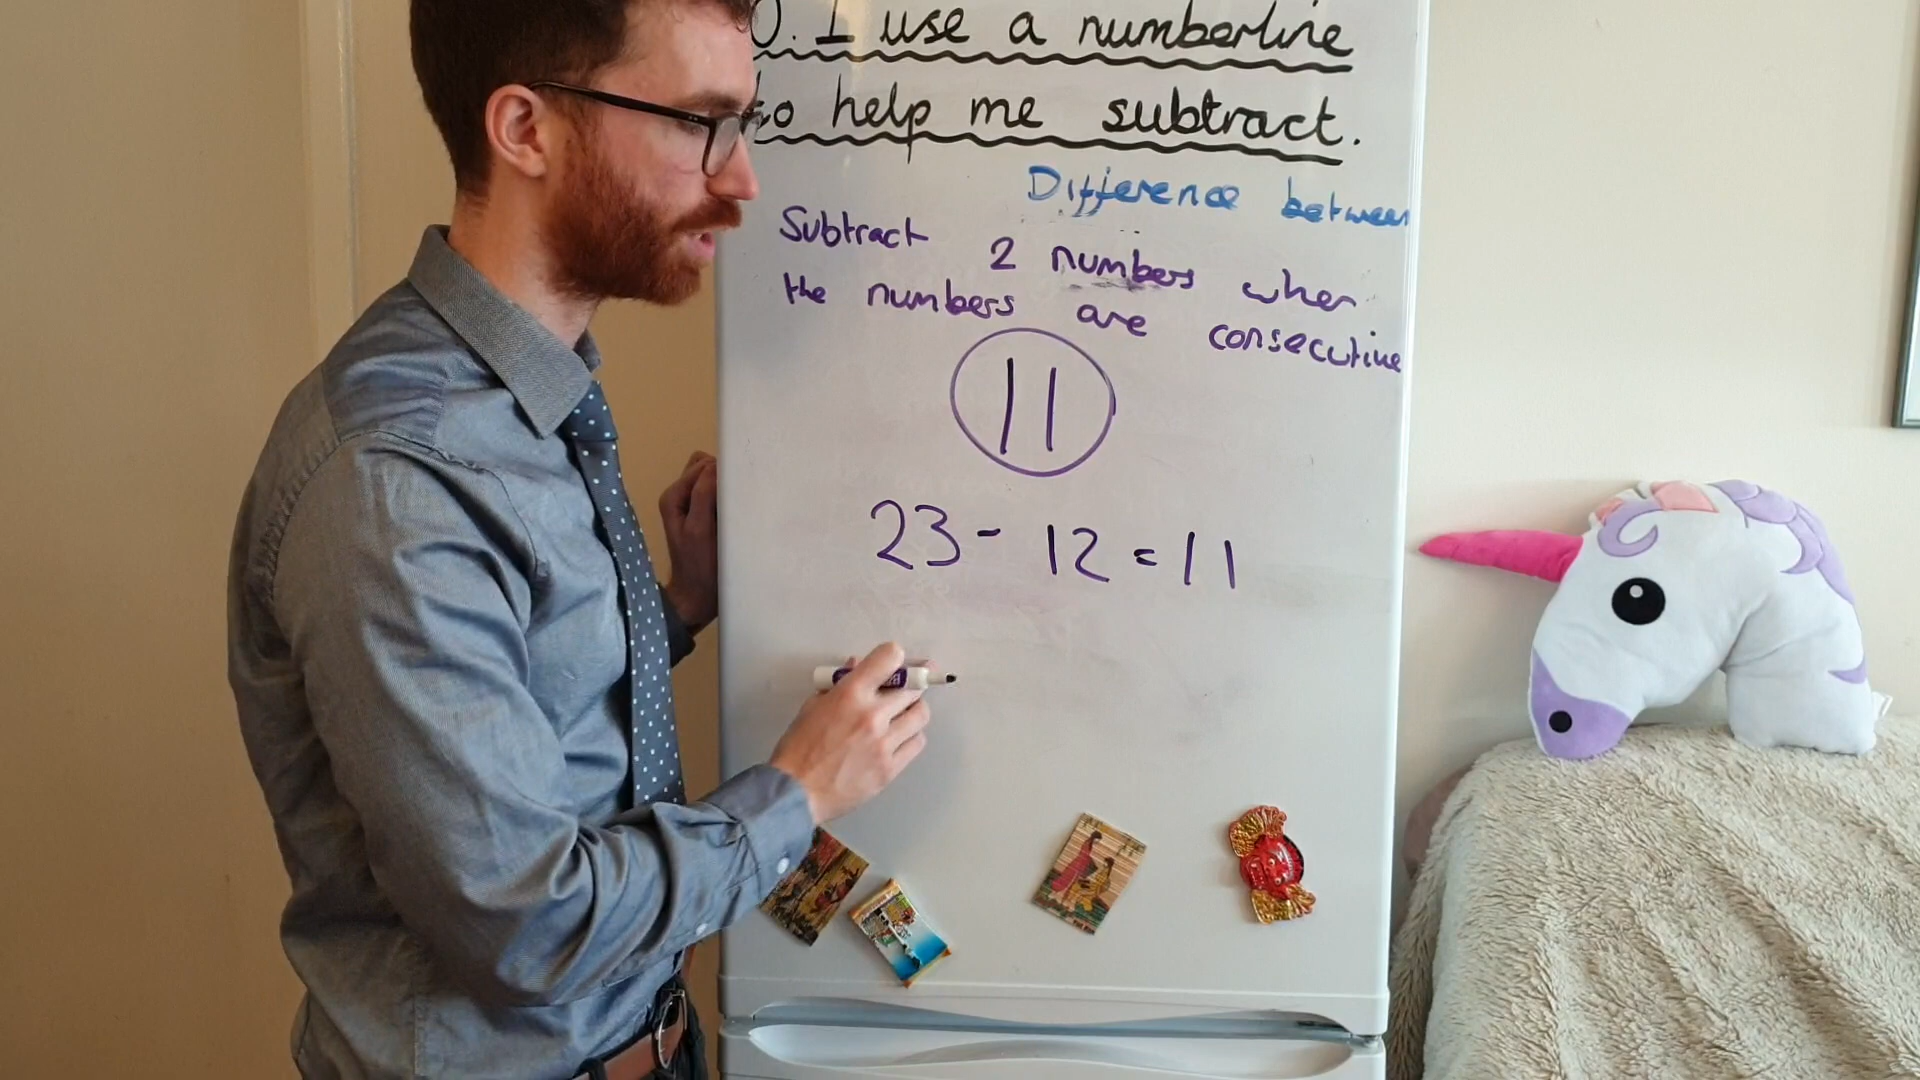 0. I use a numberline
to help me subtract.
Difference between
Subtract 2 numbers when
the numbers are consecutive
11
23 - 12 = 11